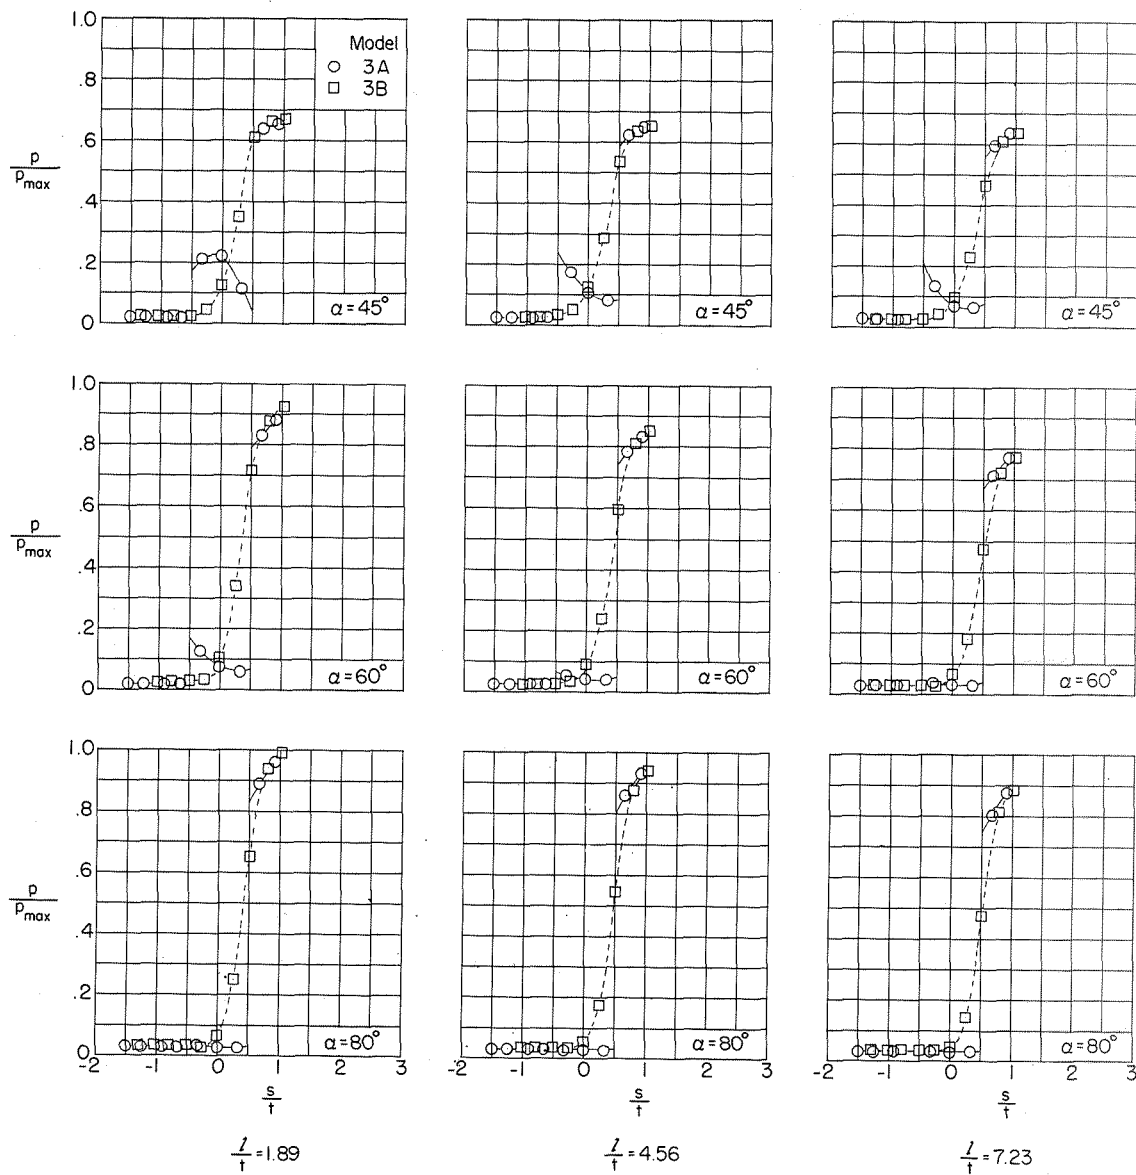 1.0
.8
.6
.4
.2
0
p
p max
Model
3A
3B
α = 45°
α = 45°
α = 45°
1.0
.8
.6
.4
.2
0
p
p max
α = 60°
α = 60°
α = 60°
1.0
.8
.6
.4
.2
0
p
p max
α = 80°
α = 80°
α = 80°
-2 -1 0 1 2 3
-2 -1 0 1 2 3
-2 -1 0 1 2 3
s
t
s
t
s
t
l/t = 1.89
l/t = 4.56
l/t = 7.23